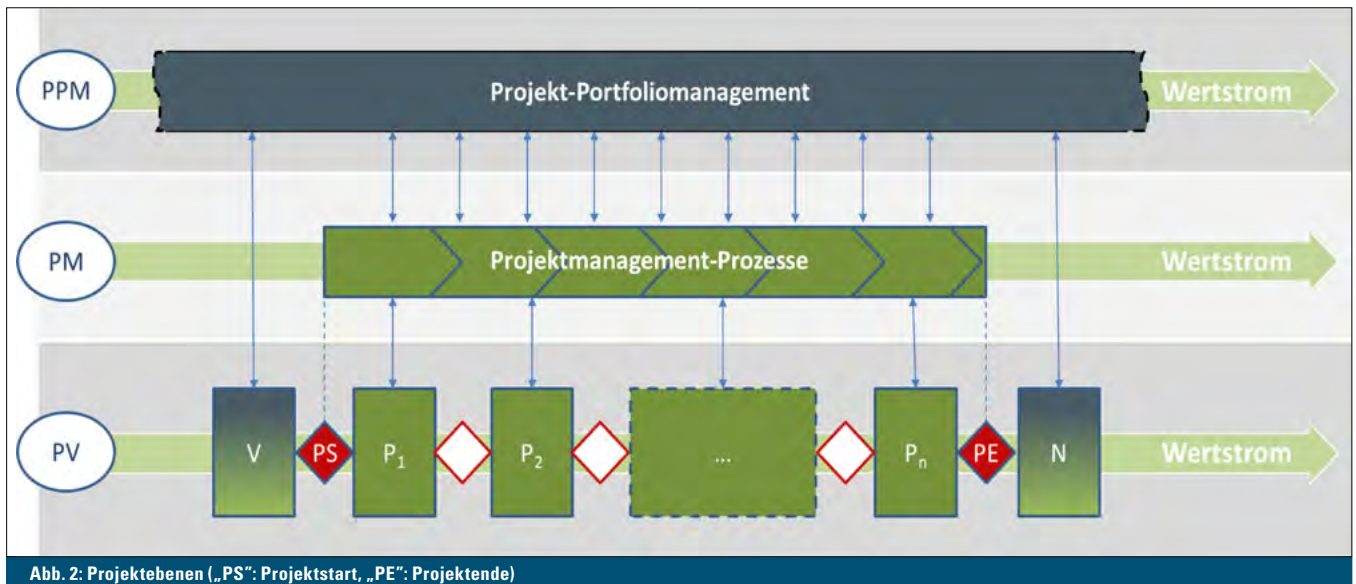 PPM
Projekt-Portfoliomanagement
Wertstrom
PM
Projektmanagement-Prozesse
Wertstrom
PV
V
PS
P₁
P₂
...
Pₙ
PE
N
Wertstrom
Abb. 2: Projektebenen („PS”: Projektstart, „PE”: Projektende)